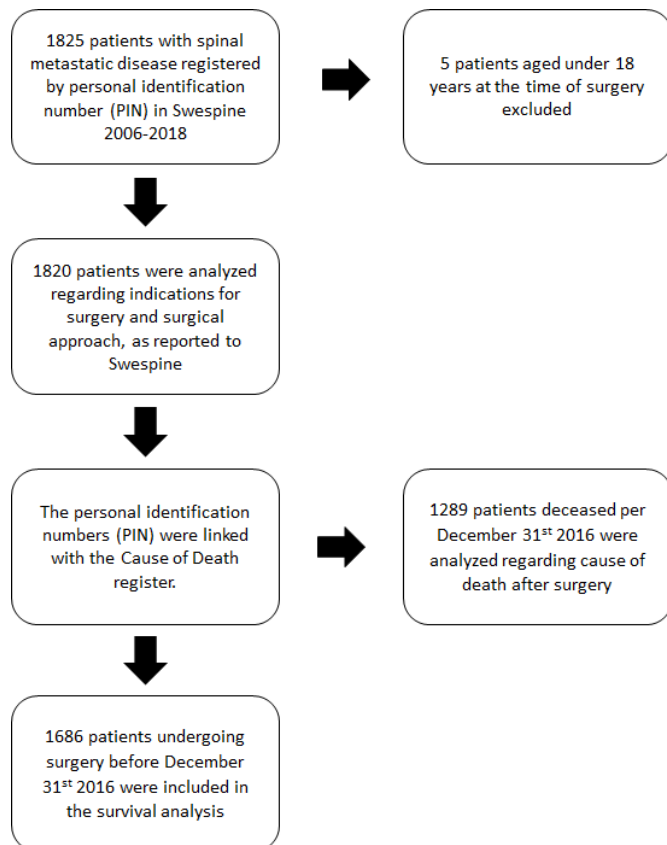 1825 patients with spinal
metastatic disease registered
by personal identification
number (PIN) in Swespine
2006-2018
5 patients aged under 18
years at the time of surgery
excluded
1820 patients were analyzed
regarding indications for
surgery and surgical
approach, as reported to
Swespine
The personal identification
numbers (PIN) were linked
with the Cause of Death
register.
1289 patients deceased per
December 31st 2016 were
analyzed regarding cause of
death after surgery
1686 patients undergoing
surgery before December
31st 2016 were included in
the survival analysis